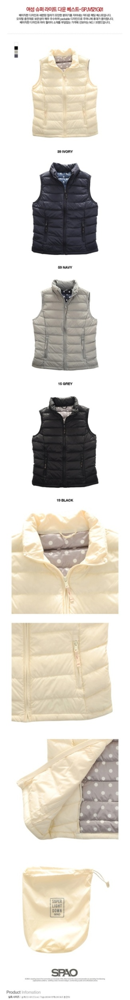 여성 슈퍼 라이트 다운 베스트-SPJV521G01
베이직한 디자인과 세련된 컬러가 모던한 분위기를 자아내는 덕다운 패딩 베스트입니다.
오리털 충전재로 보온성이 매우 우수하며 packable 디자인으로 주머니에 휴대가 용이합니다.
베이직한 디자인과 하이 퀄리티 소재를 부담없는 가격에 선보이는 NO.1 브랜드입니다.
39 IVORY
59 NAVY
15 GREY
19 BLACK
SUPER
LIGHT
DOWN
SPAO
SPAO
Product Infomation
실측 사이즈 :